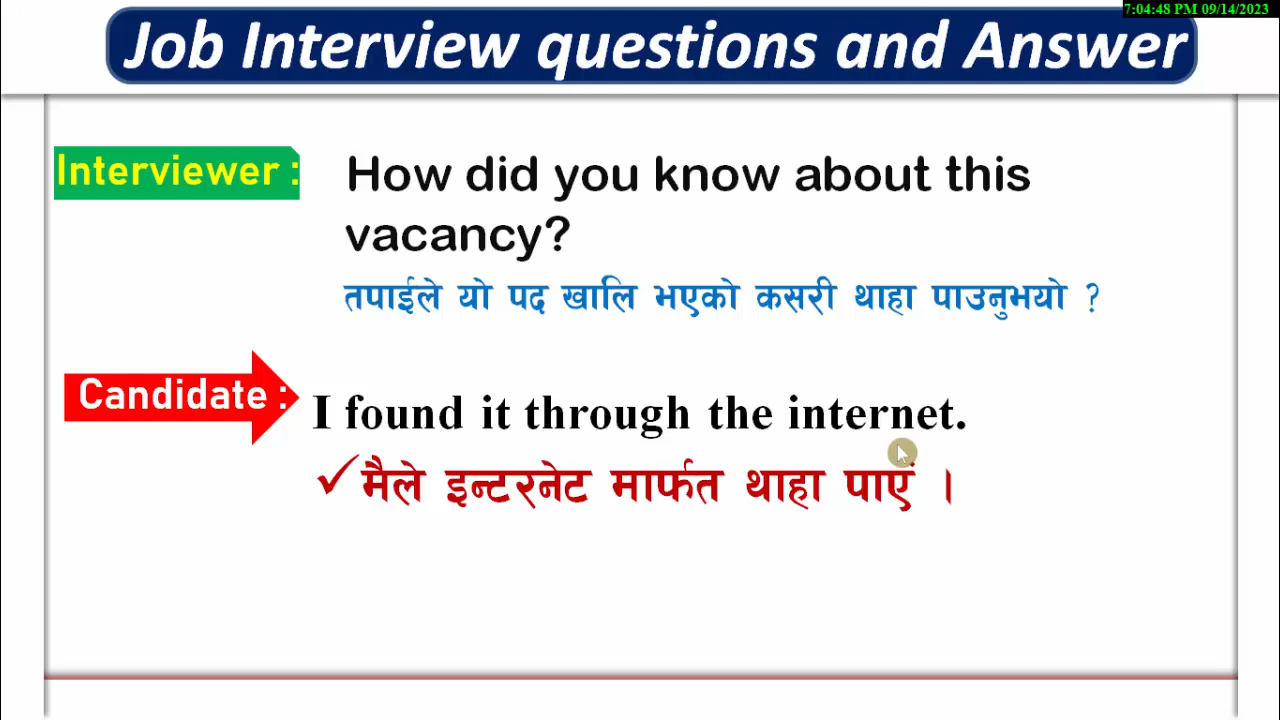 7:04:48 PM 09/14/2023
Job Interview questions and Answer
Interviewer :
How did you know about this
vacancy?
तपाईले यो पद खालि भएको कसरी थाहा पाउनुभयो ?
Candidate :
I found it through the internet.
✓मैले इन्टरनेट मार्फत थाहा पाएं ।